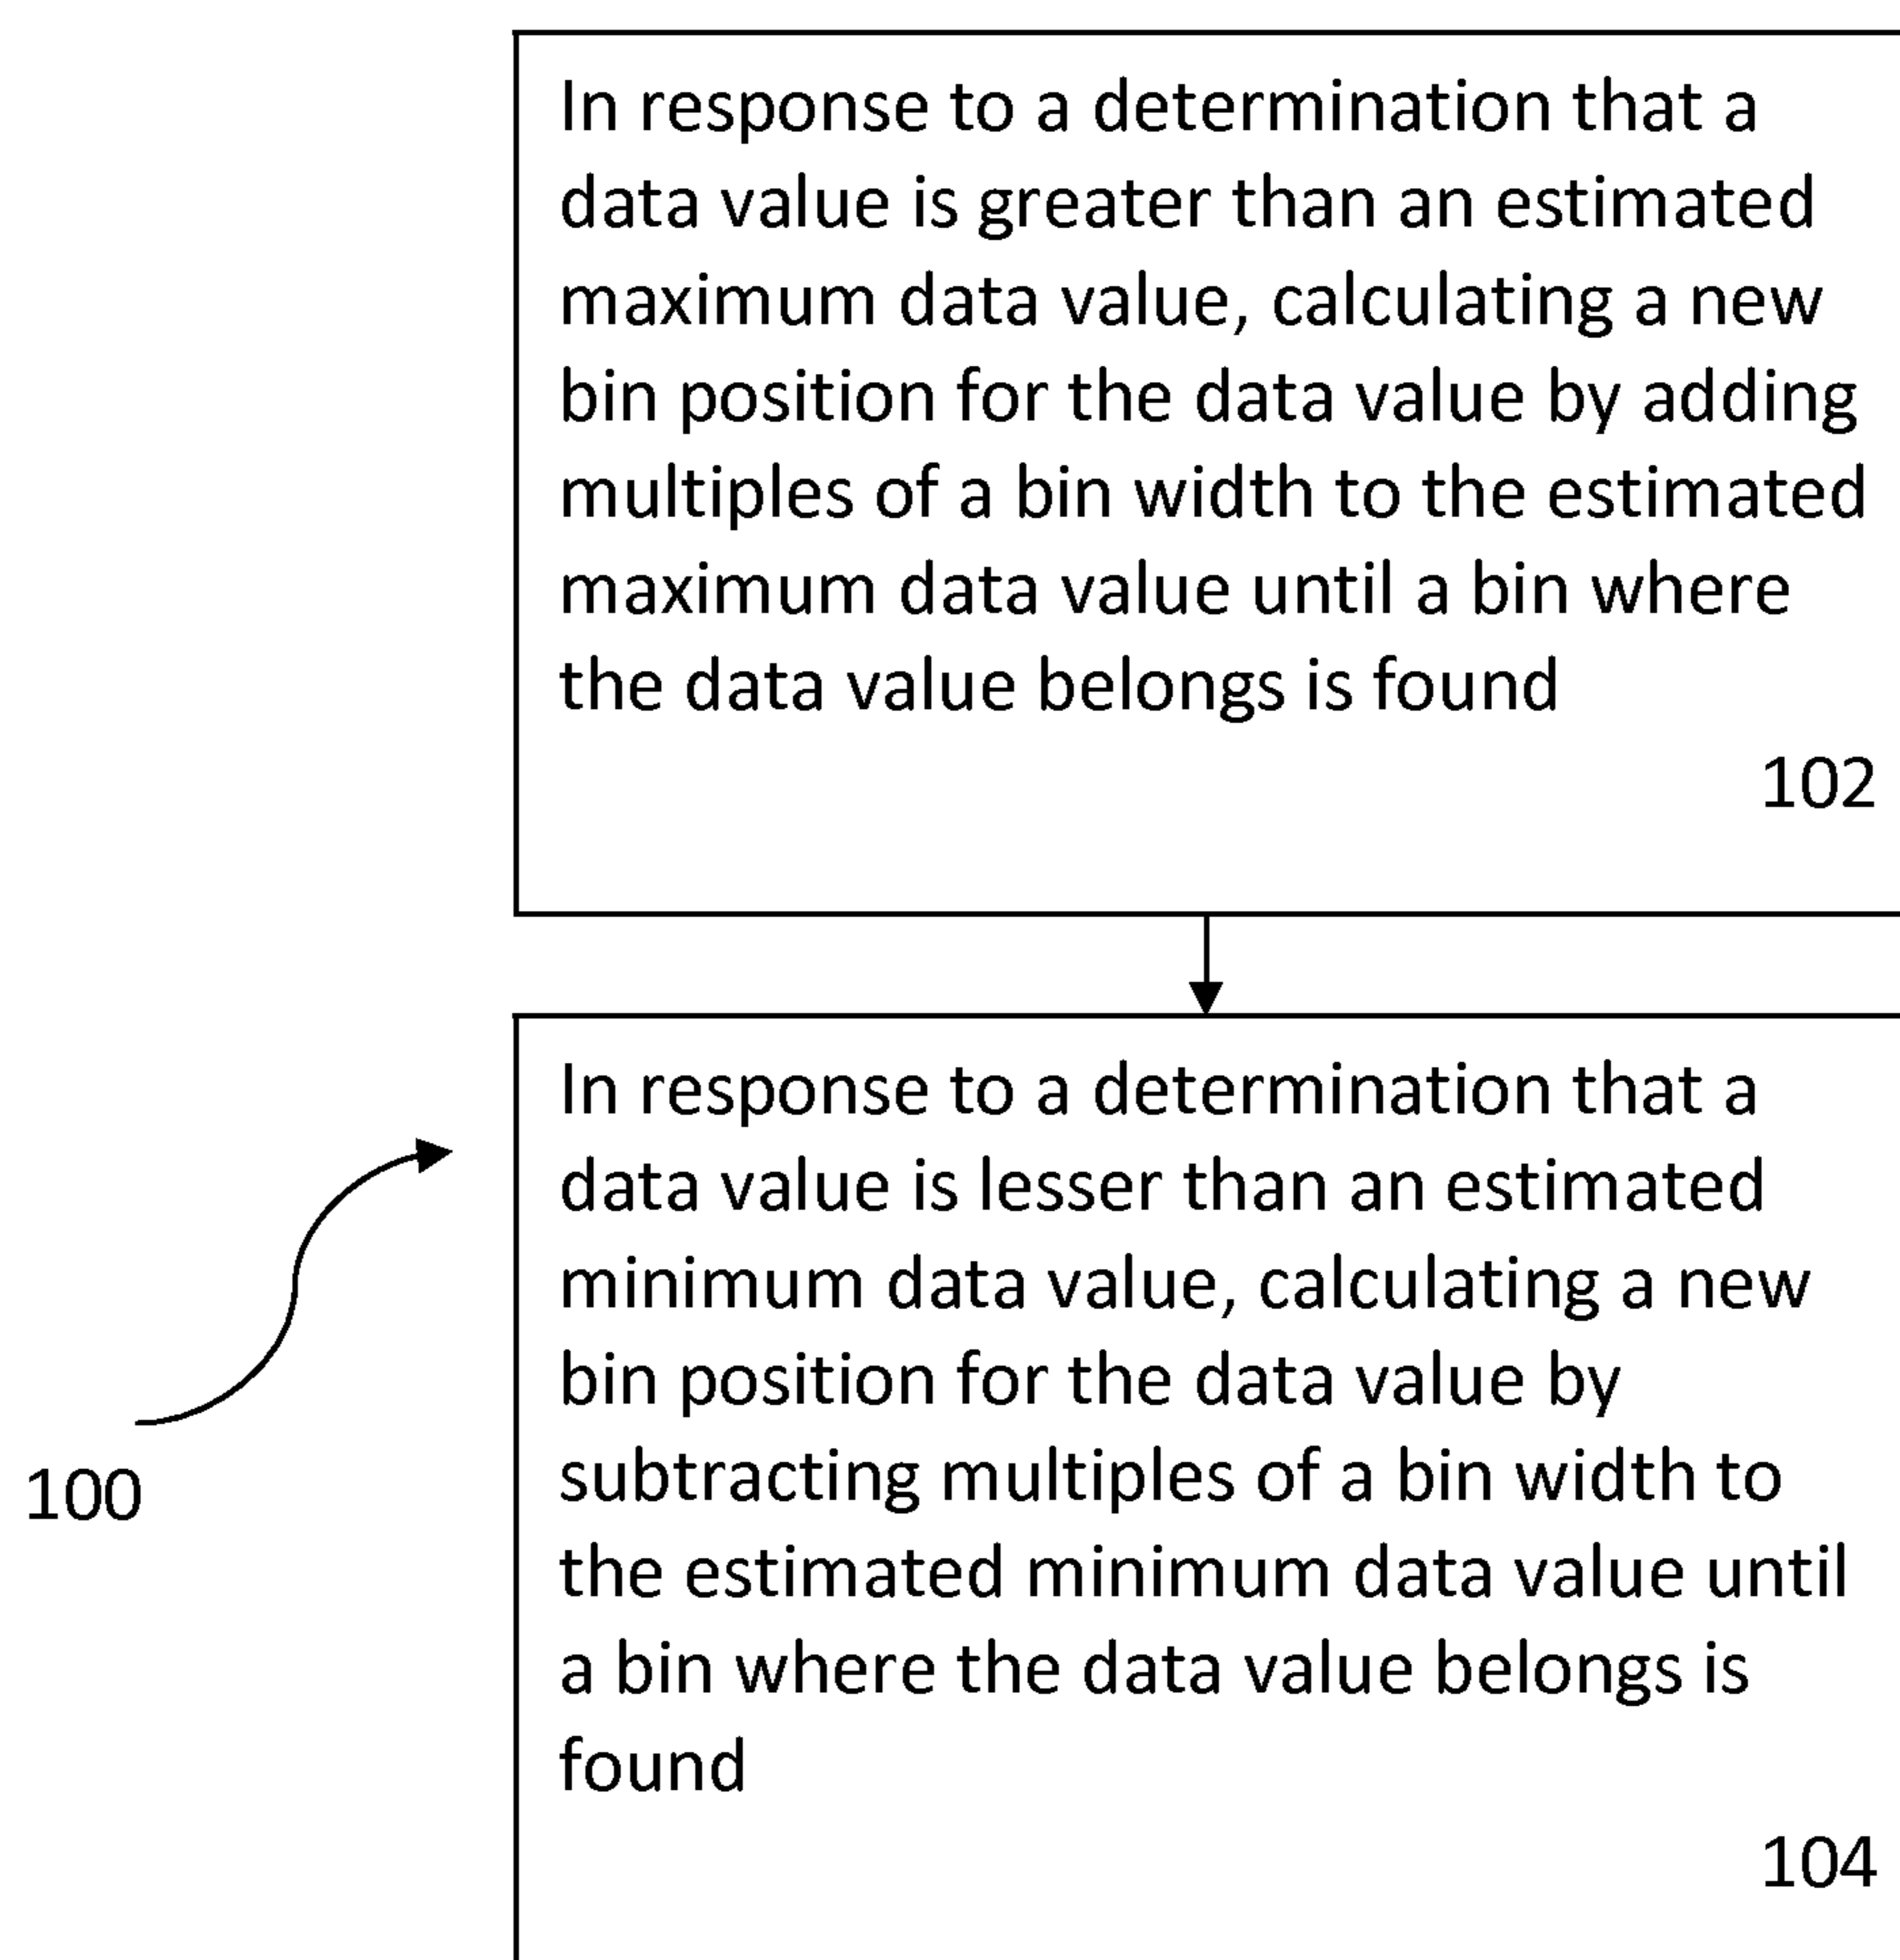 In response to a determination that a
data value is greater than an estimated
maximum data value, calculating a new
bin position for the data value by adding
multiples of a bin width to the estimated
maximum data value until a bin where
the data value belongs is found
102
In response to a determination that a
data value is lesser than an estimated
minimum data value, calculating a new
bin position for the data value by
subtracting multiples of a bin width to
the estimated minimum data value until
a bin where the data value belongs is
found
104
100